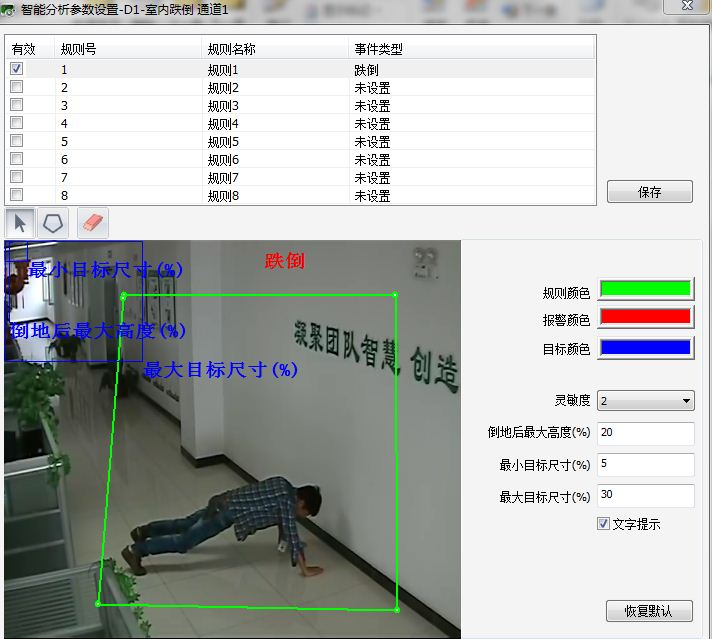 智能分析参数设置-D1-室内跌倒 通道1
有效 规则号 规则名称 事件类型
1 规则1 跌倒
2 规则2 未设置
3 规则3 未设置
4 规则4 未设置
5 规则5 未设置
6 规则6 未设置
7 规则7 未设置
8 规则8 未设置
保存
跌倒
最小目标尺寸(%)
倒地后最大高度(%)
最大目标尺寸(%)
凝聚团队智慧,创造
规则颜色
报警颜色
目标颜色
灵敏度 2
倒地后最大高度(%) 20
最小目标尺寸(%) 5
最大目标尺寸(%) 30
文字提示
恢复默认